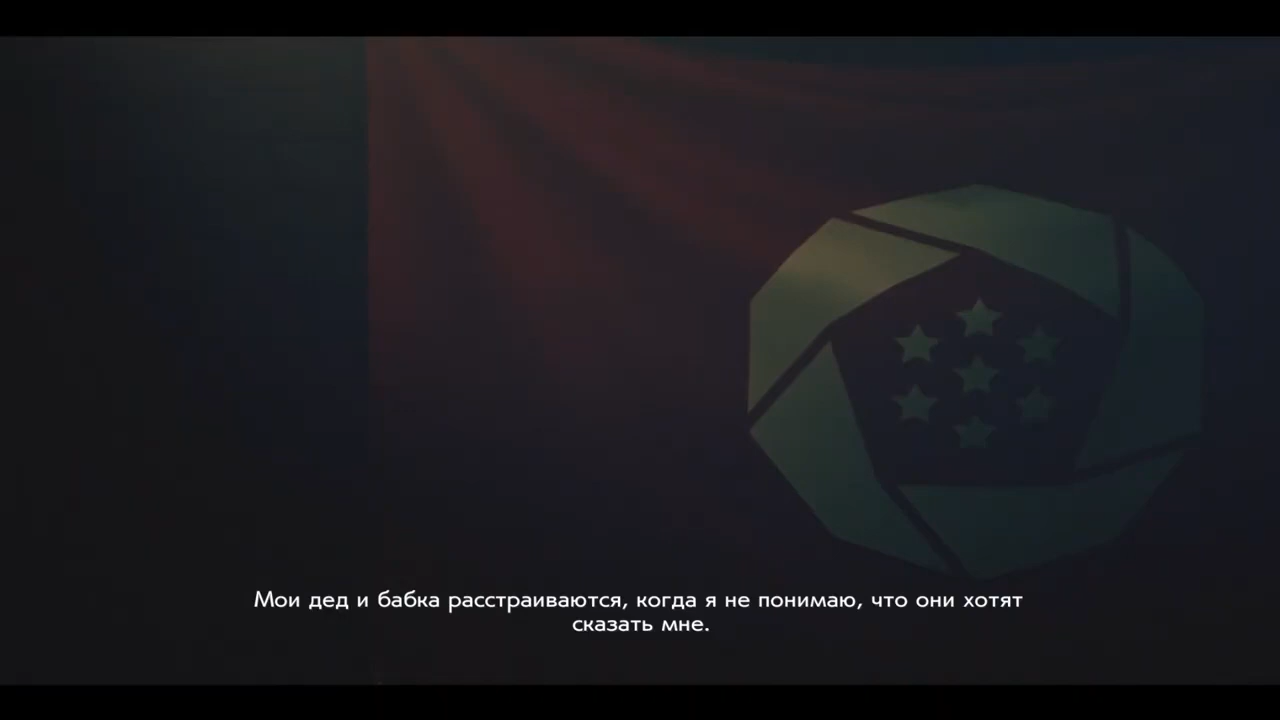 Мои дед и бабка расстраиваются, когда я не понимаю, что они хотят
сказать мне.